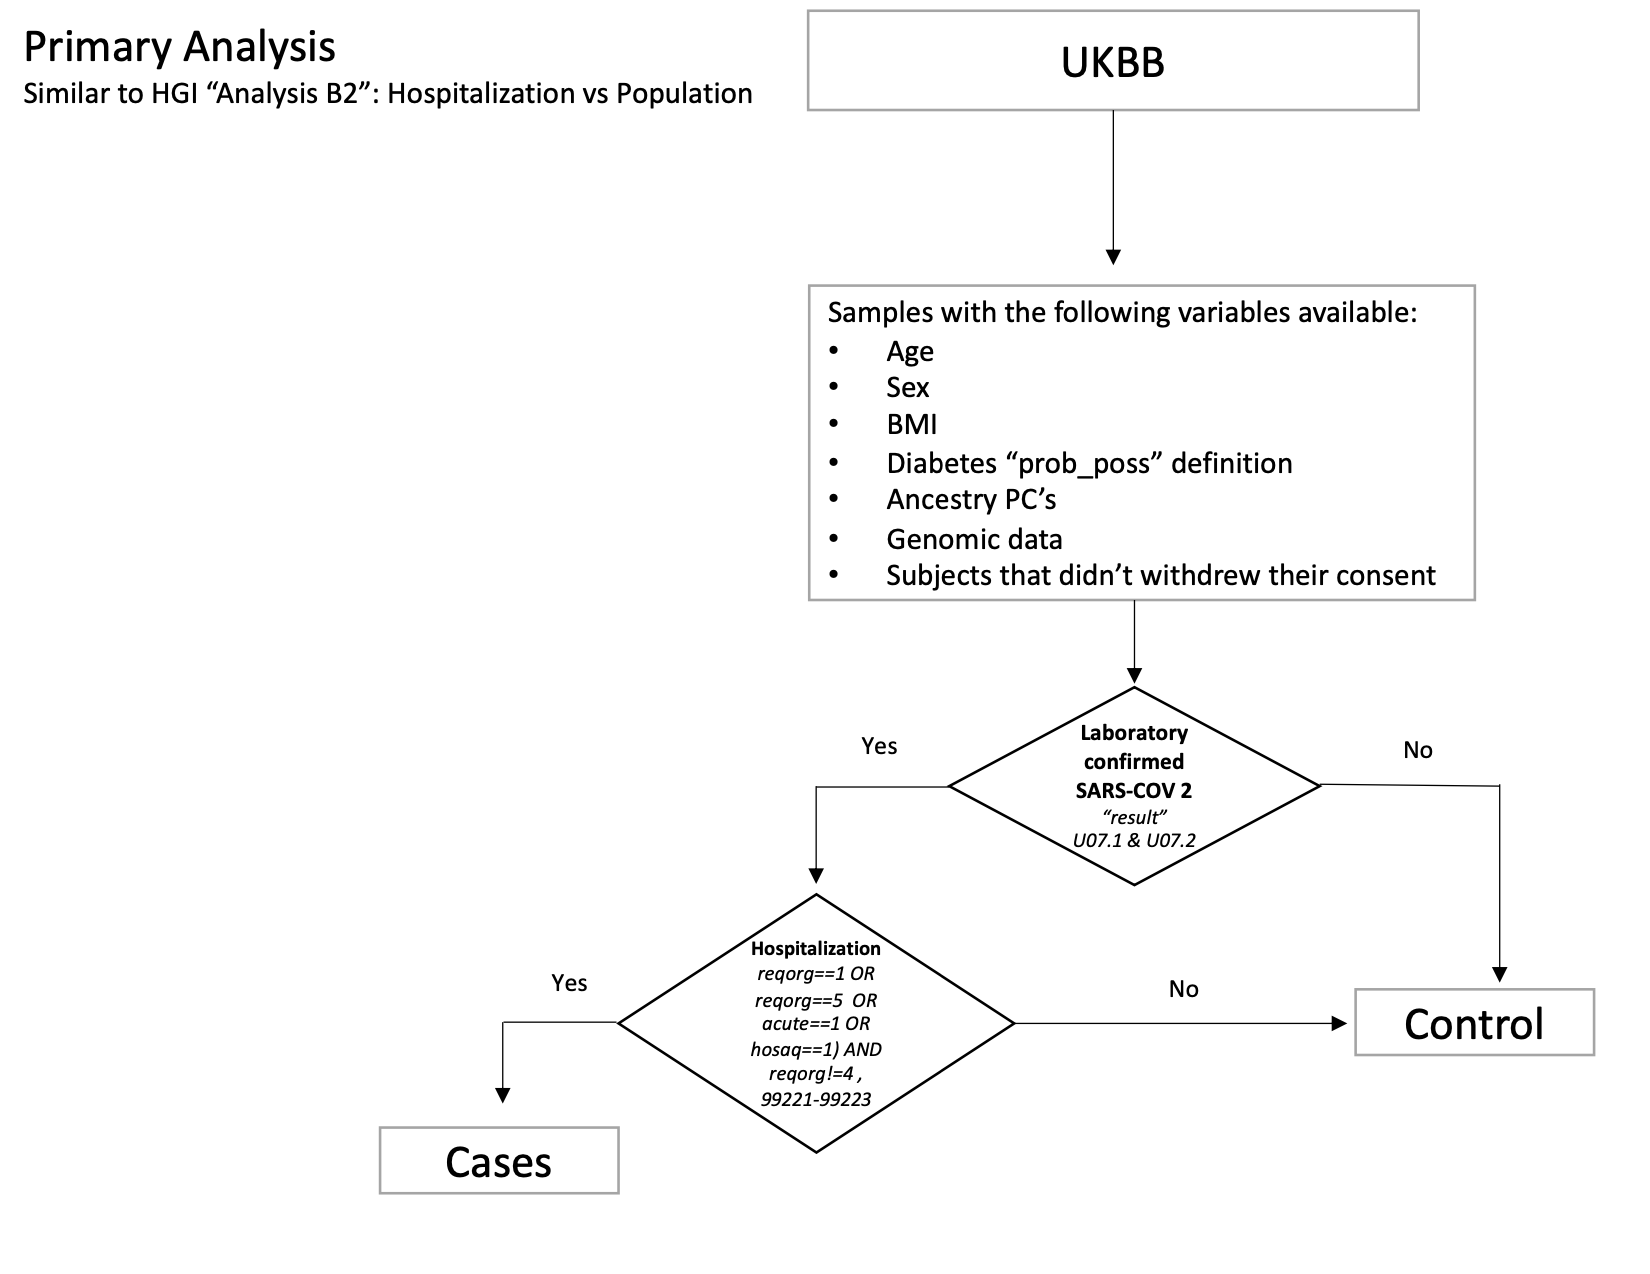 Primary Analysis
Similar to HGI “Analysis B2”: Hospitalization vs Population
UKBB
Samples with the following variables available:
• Age
• Sex
• BMI
• Diabetes “prob_poss” definition
• Ancestry PC’s
• Genomic data
• Subjects that didn’t withdrew their consent
Laboratory
confirmed
SARS-COV 2
“result”
U07.1 & U07.2
Yes
No
Hospitalization
reqorg==1 OR
reqorg==5 OR
acute==1 OR
hosaq==1) AND
reqorg!=4 ,
99221-99223
Yes
No
Control
Cases